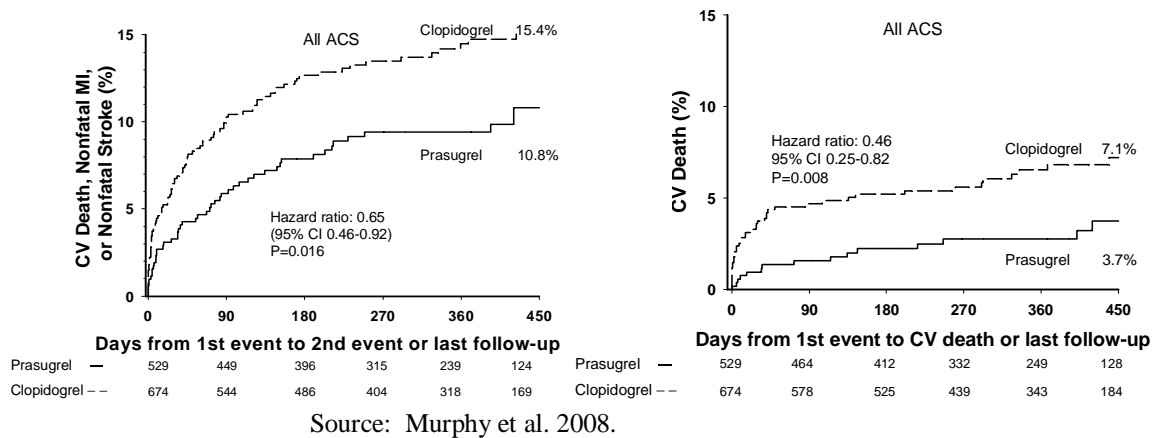 15
10
5
0
CV Death, Nonfatal MI,
or Nonfatal Stroke (%)
All ACS
Clopidogrel 15.4%
Prasugrel 10.8%
Hazard ratio: 0.65
(95% CI 0.46-0.92)
P=0.016
0 90 180 270 360 450
Days from 1st event to 2nd event or last follow-up
Prasugrel 529 449 396 315 239 124
Clopidogrel 674 544 486 404 318 169
15
10
5
0
CV Death (%)
All ACS
Hazard ratio: 0.46
95% CI 0.25-0.82
P=0.008
Clopidogrel 7.1%
Prasugrel 3.7%
0 90 180 270 360 450
Days from 1st event to CV death or last follow-up
Prasugrel 529 464 412 332 249 128
Clopidogrel 674 578 525 439 343 184
Source: Murphy et al. 2008.